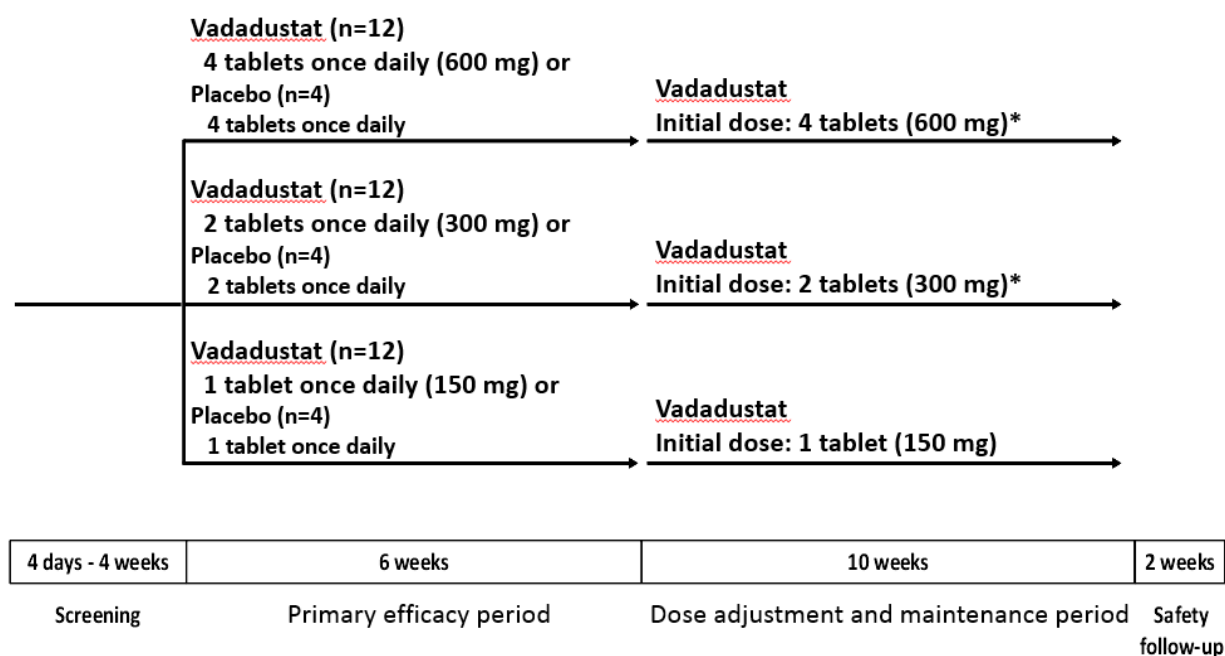 Vadadustat (n=12)
4 tablets once daily (600 mg) or
Placebo (n=4)
4 tablets once daily
Vadadustat
Initial dose: 4 tablets (600 mg)*
Vadadustat (n=12)
2 tablets once daily (300 mg) or
Placebo (n=4)
2 tablets once daily
Vadadustat
Initial dose: 2 tablets (300 mg)*
Vadadustat (n=12)
1 tablet once daily (150 mg) or
Placebo (n=4)
1 tablet once daily
Vadadustat
Initial dose: 1 tablet (150 mg)
4 days - 4 weeks
6 weeks
10 weeks
2 weeks
Screening
Primary efficacy period
Dose adjustment and maintenance period
Safety
follow-up